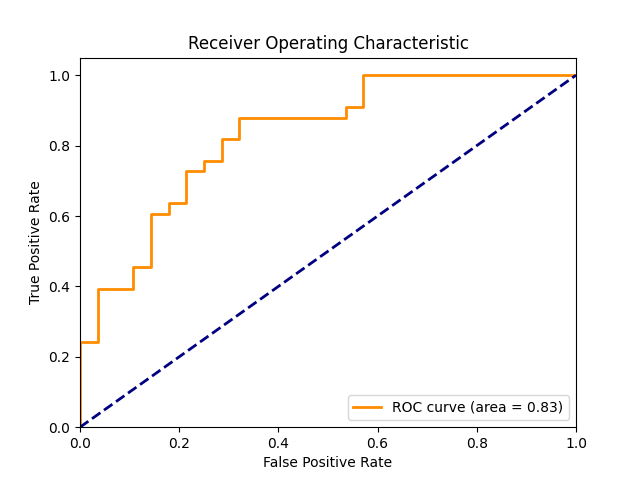 Receiver Operating Characteristic
1.0
0.8
0.6
0.4
0.2
0.0
True Positive Rate
ROC curve (area = 0.83)
0.0 0.2 0.4 0.6 0.8 1.0
False Positive Rate